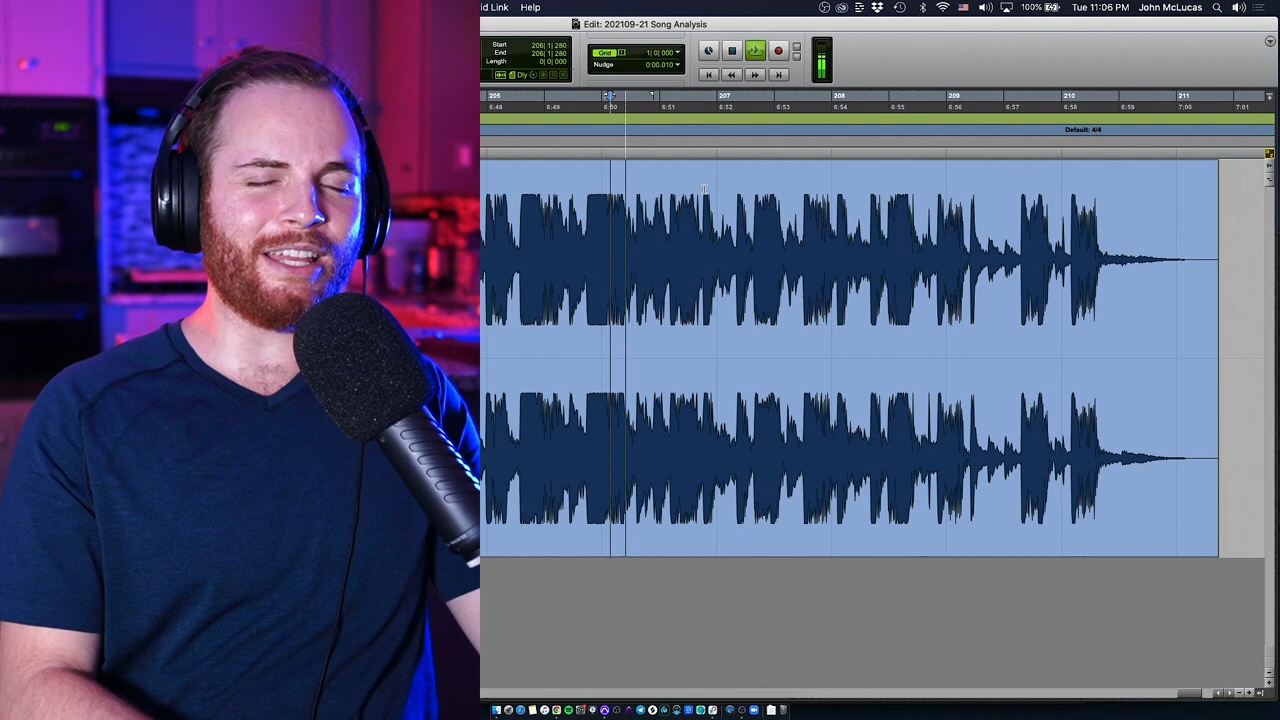 id Link Help
100%
Tue 11:06 PM
John McLucas
Edit: 202109-21 Song Analysis
Start 206| 1| 280
End 206| 1| 280
Length 0| 0| 000
Dly
Grid 1| 0| 000
Nudge 0:00.010
205 207 208 209 210 211
6:48 6:49 6:50 6:51 6:52 6:53 6:54 6:55 6:56 6:57 6:58 6:59 7:00 7:01
Default: 4/4